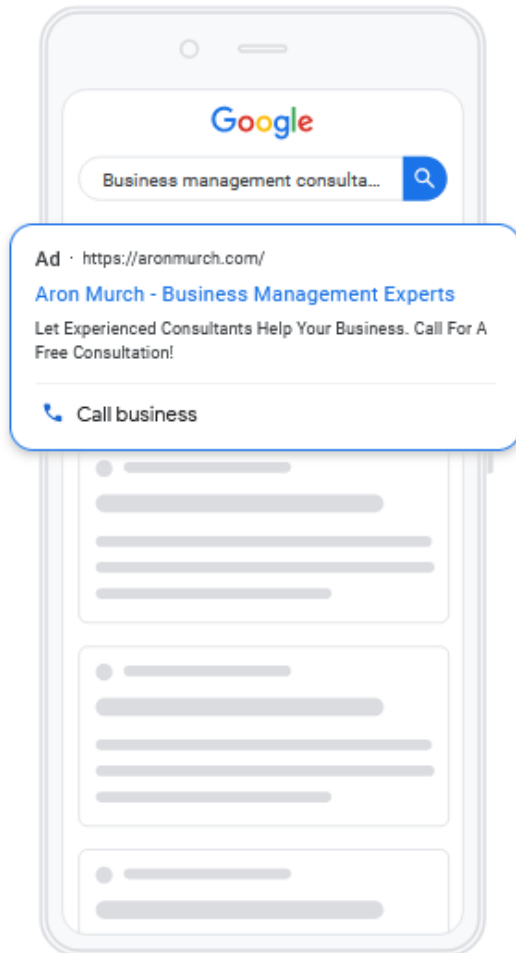 Google
Business management consulta...
Ad · https://aronmurch.com/
Aron Murch - Business Management Experts
Let Experienced Consultants Help Your Business. Call For A
Free Consultation!
Call business